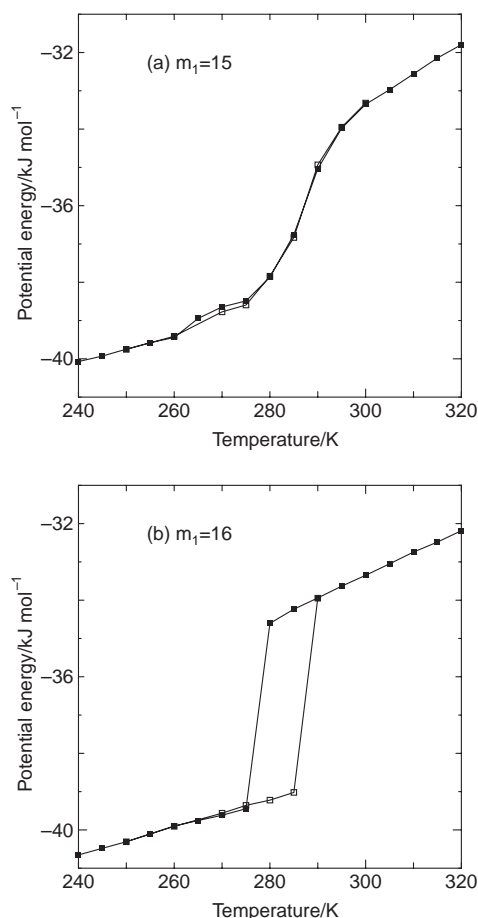 −32
(a) m₁=15
−36
Potential energy/kJ mol⁻¹
−40
240 260 280 300 320
Temperature/K
−32
(b) m₁=16
−36
Potential energy/kJ mol⁻¹
−40
240 260 280 300 320
Temperature/K